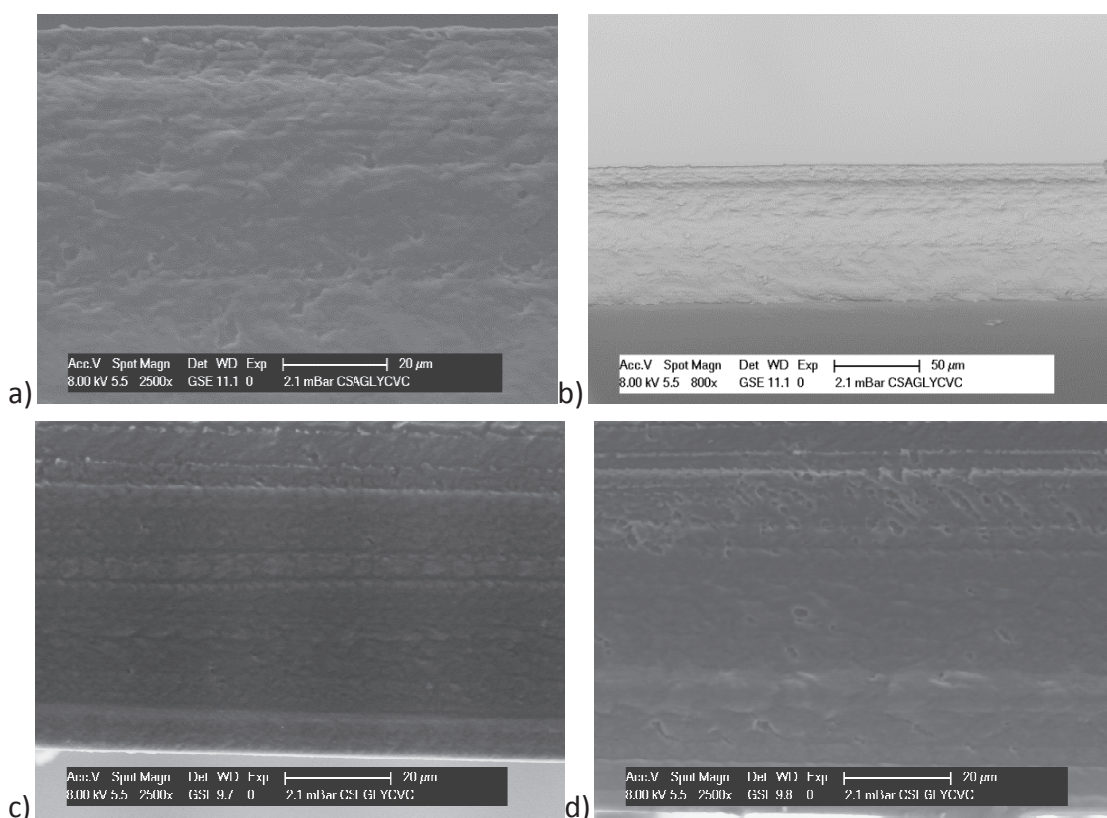 Acc.V Spot Magn Det WD Exp 20 µm
8.00 kV 5.5 2500x GSE 11.1 0 2.1 mBar CSAGLYCVC
a)
Acc.V Spot Magn Det WD Exp 50 µm
8.00 kV 5.5 800x GSE 11.1 0 2.1 mBar CSAGLYCVC
b)
Acc.V Spot Magn Det WD Exp 20 µm
8.00 kV 5.5 2500x 9.7 0 2.1 mBar
c)
Acc.V Spot Magn Det WD Exp 20 µm
8.00 kV 5.5 2500x 9.8 0 2.1 mBar
d)